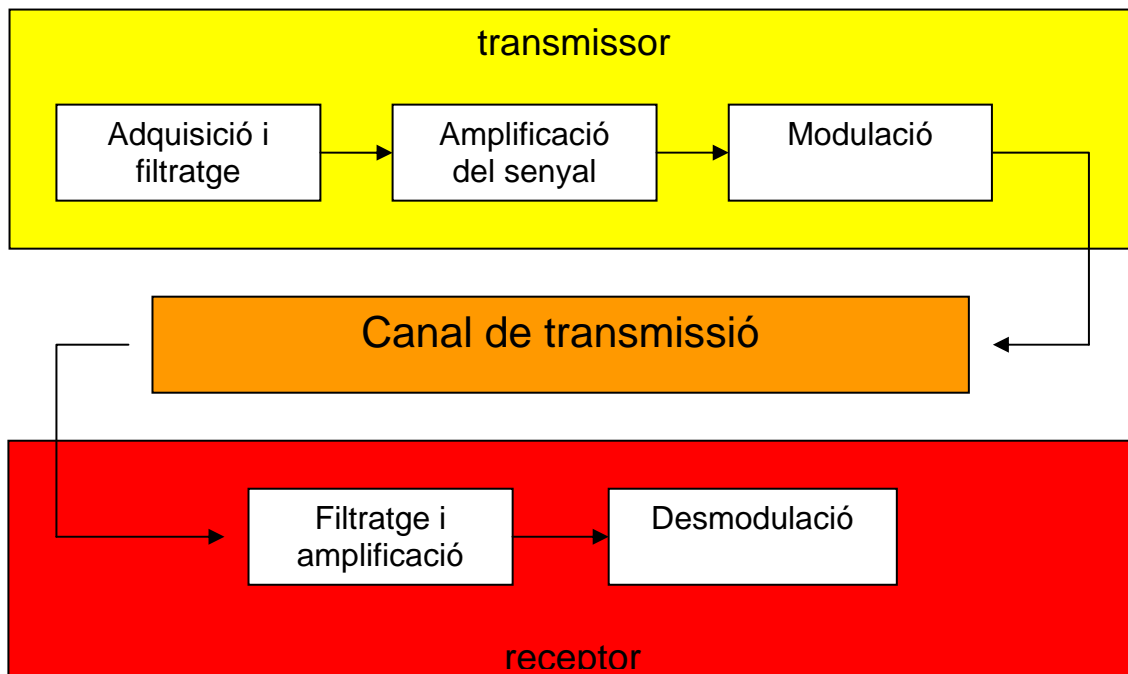 transmissor
Adquisició i
filtratge
Amplificació
del senyal
Modulació
Canal de transmissió
Filtratge i
amplificació
Desmodulació
receptor